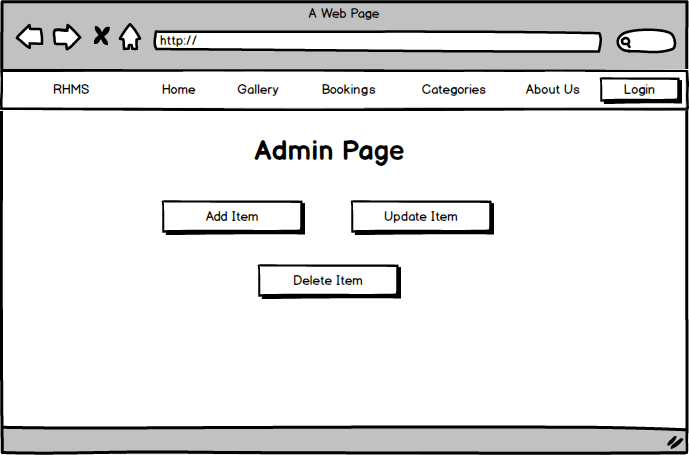 A Web Page
http://
RHMS Home Gallery Bookings Categories About Us Login
Admin Page
Add Item Update Item
Delete Item